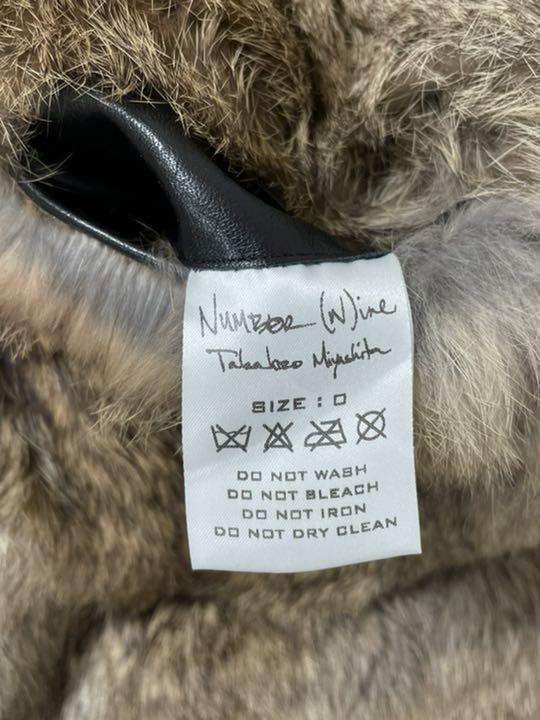 NUMBER (N)ine
Takahiro Miyashita
SIZE : 0
DO NOT WASH
DO NOT BLEACH
DO NOT IRON
DO NOT DRY CLEAN